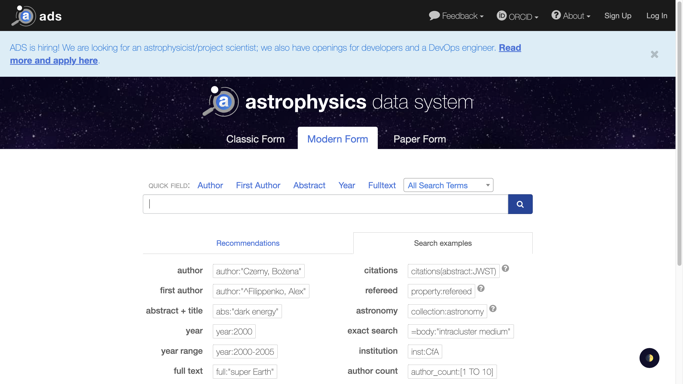 ads
Feedback
ORCID
About
Sign Up
Log In
ADS is hiring! We are looking for an astrophysicist/project scientist; we also have openings for developers and a DevOps engineer. Read
more and apply here.
a astrophysics data system
Classic Form
Modern Form
Paper Form
QUICK FIELD: Author First Author Abstract Year Fulltext All Search Terms
Recommendations
Search examples
author author:"Czerny, Bożena"
first author author:"^Filippenko, Alex"
abstract + title abs:"dark energy"
year year:2000
year range year:2000-2005
full text full:"super Earth"
citations citations(abstract:JWST)
refereed property:refereed
astronomy collection:astronomy
exact search =body:"intracluster medium"
institution inst:CfA
author count author_count:[1 TO 10]